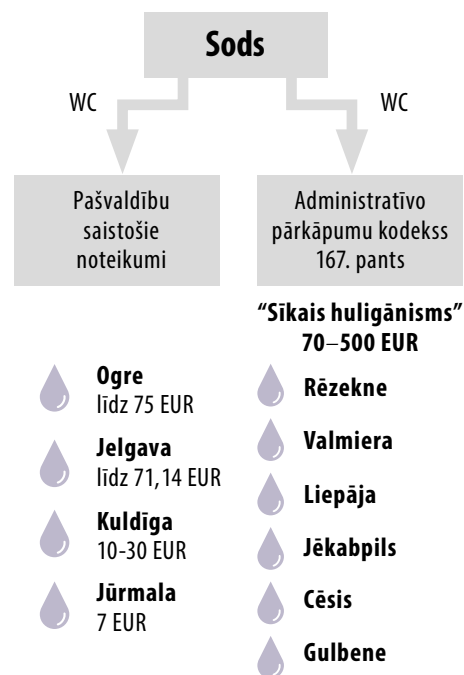 Sods
WC
WC
Pašvaldību
saistošie
noteikumi
Administratīvo
pārkāpumu kodekss
167. pants
“Sīkais huligānisms”
70–500 EUR
Ogre
līdz 75 EUR
Jelgava
līdz 71,14 EUR
Kuldīga
10-30 EUR
Jūrmala
7 EUR
Rēzekne
Valmiera
Liepāja
Jēkabpils
Cēsis
Gulbene